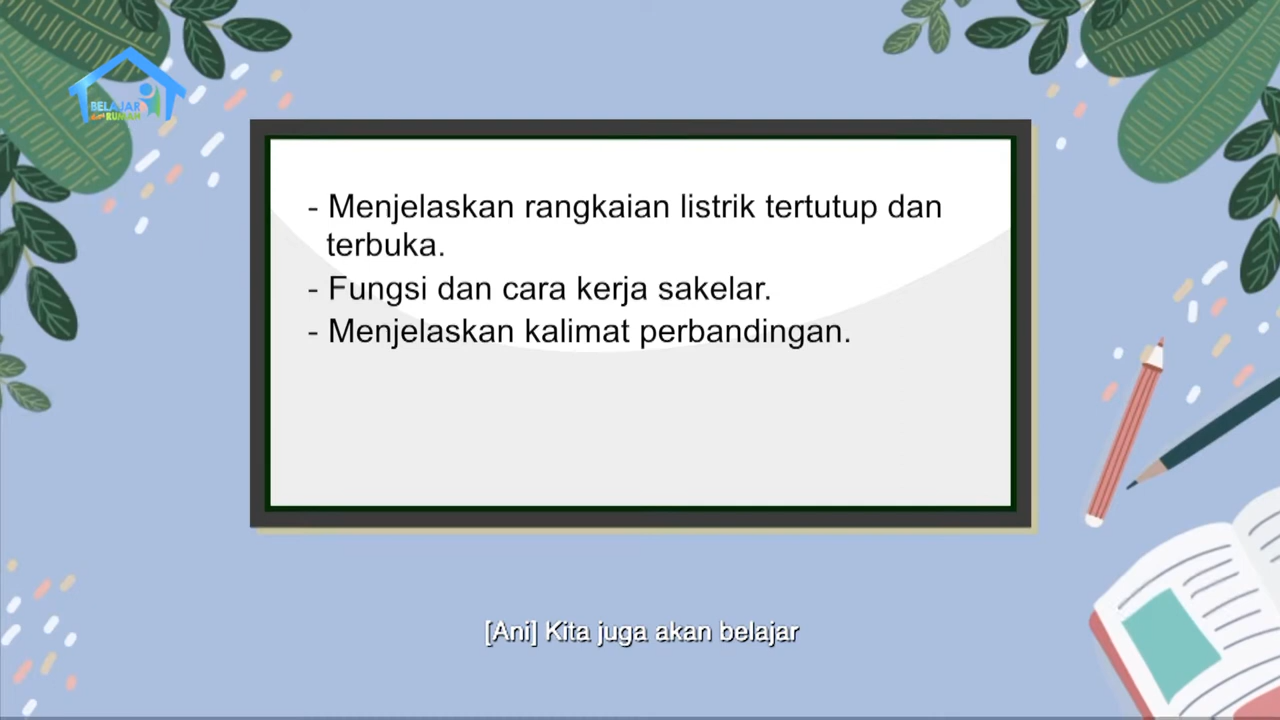 BELAJAR
dari RUMAH
- Menjelaskan rangkaian listrik tertutup dan
terbuka.
- Fungsi dan cara kerja sakelar.
- Menjelaskan kalimat perbandingan.
[Ani] Kita juga akan belajar